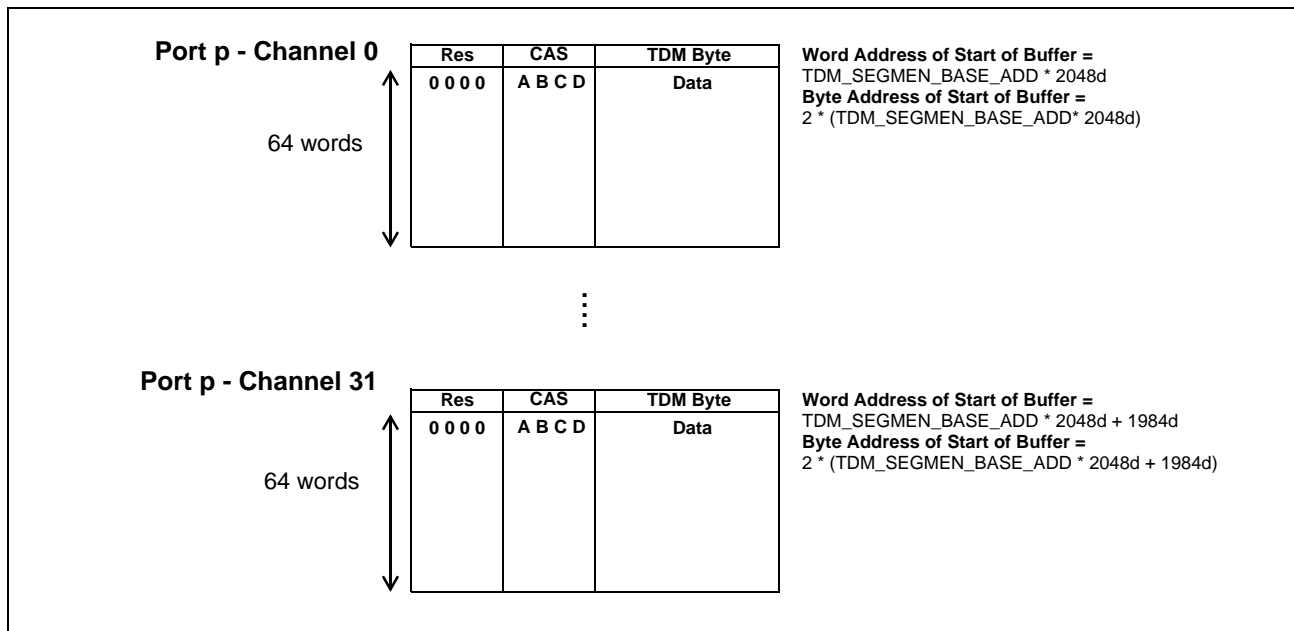 Port p - Channel 0
Res CAS TDM Byte
0 0 0 0 A B C D Data
64 words
Word Address of Start of Buffer =
TDM_SEGMEN_BASE_ADD * 2048d
Byte Address of Start of Buffer =
2 * (TDM_SEGMEN_BASE_ADD* 2048d)
Port p - Channel 31
Res CAS TDM Byte
0 0 0 0 A B C D Data
64 words
Word Address of Start of Buffer =
TDM_SEGMEN_BASE_ADD * 2048d + 1984d
Byte Address of Start of Buffer =
2 * (TDM_SEGMEN_BASE_ADD * 2048d + 1984d)